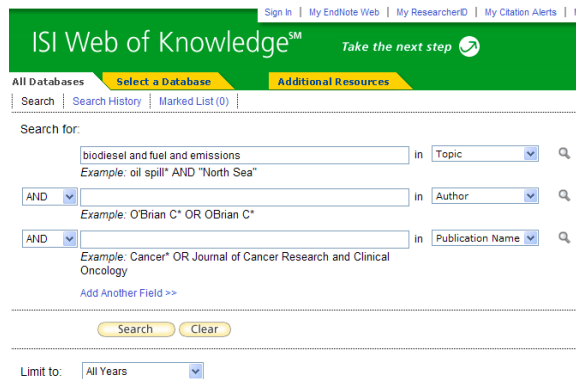 Sign In | My EndNote Web | My ResearcherID | My Citation Alerts |
ISI Web of Knowledge℠ Take the next step
All Databases Select a Database Additional Resources
Search | Search History | Marked List (0) |
Search for:
biodiesel and fuel and emissions in Topic
Example: oil spill* AND "North Sea"
AND in Author
Example: O'Brian C* OR OBrian C*
AND in Publication Name
Example: Cancer* OR Journal of Cancer Research and Clinical
Oncology
Add Another Field >>
Search Clear
Limit to: All Years